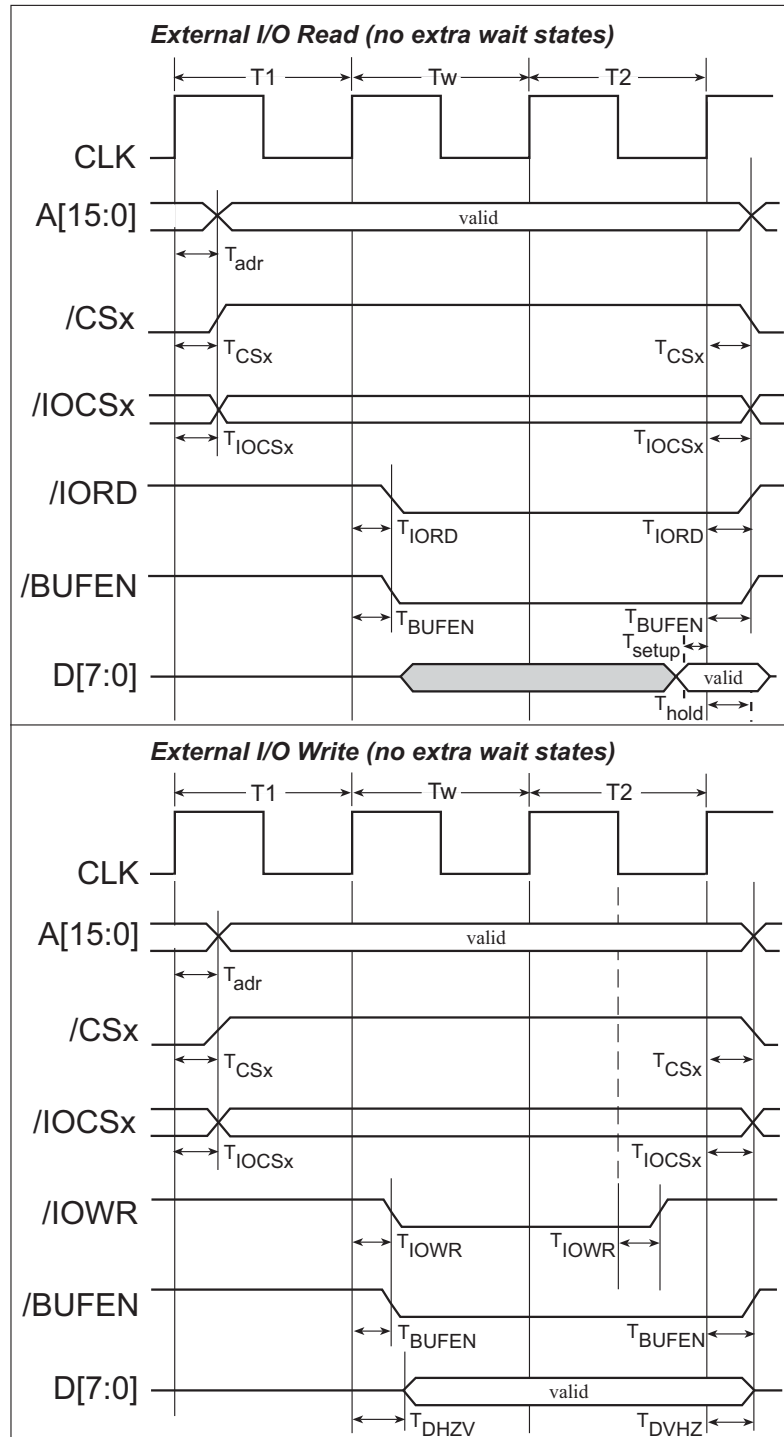 External I/O Read (no extra wait states)
T1 Tw T2
CLK
A[15:0] valid
Tadr
/CSx
TCSx TCSx
/IOCSx
TIOCSx TIOCSx
/IORD
TIORD TIORD
/BUFEN
TBUFEN TBUFEN
Tsetup
D[7:0] valid
Thold
External I/O Write (no extra wait states)
T1 Tw T2
CLK
A[15:0] valid
Tadr
/CSx
TCSx TCSx
/IOCSx
TIOCSx TIOCSx
/IOWR
TIOWR TIOWR
/BUFEN
TBUFEN TBUFEN
D[7:0] valid
TDHZV TDVHZ